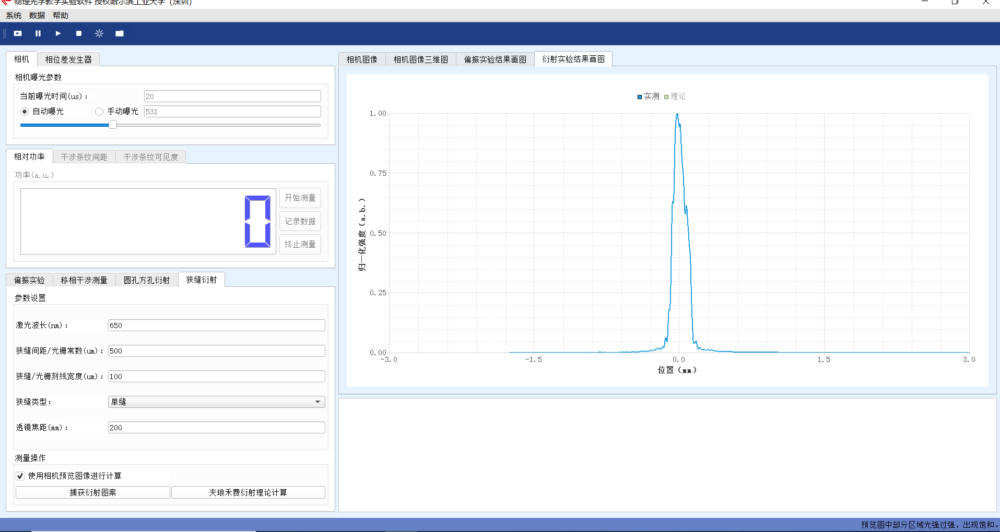 物理光学教学实验软件 授权哈尔滨工业大学 (深圳)
系统 数据 帮助
相机 相位差发生器
相机曝光参数
当前曝光时间(us)：
20
自动曝光 手动曝光 531
相对功率 干涉条纹间距 干涉条纹可见度
功率(a.u.)
0
开始测量
记录数据
终止测量
偏振实验 移相干涉测量 圆孔方孔衍射 狭缝衍射
参数设置
激光波长(nm)： 650
狭缝间距/光栅常数(um)： 500
狭缝/光栅刻线宽度(um)： 100
狭缝类型： 单缝
透镜焦距(mm)： 200
测量操作
使用相机预览图像进行计算
捕获衍射图案 夫琅禾费衍射理论计算
相机图像 相机图像三维图 偏振实验结果画图 衍射实验结果画图
实测 理论
归一化强度（a.b.）
1.00
0.75
0.50
0.25
0.00
-3.0 -1.5 0.0 1.5 3.0
位置（mm）
预览图中部分区域光强过强，出现饱和。